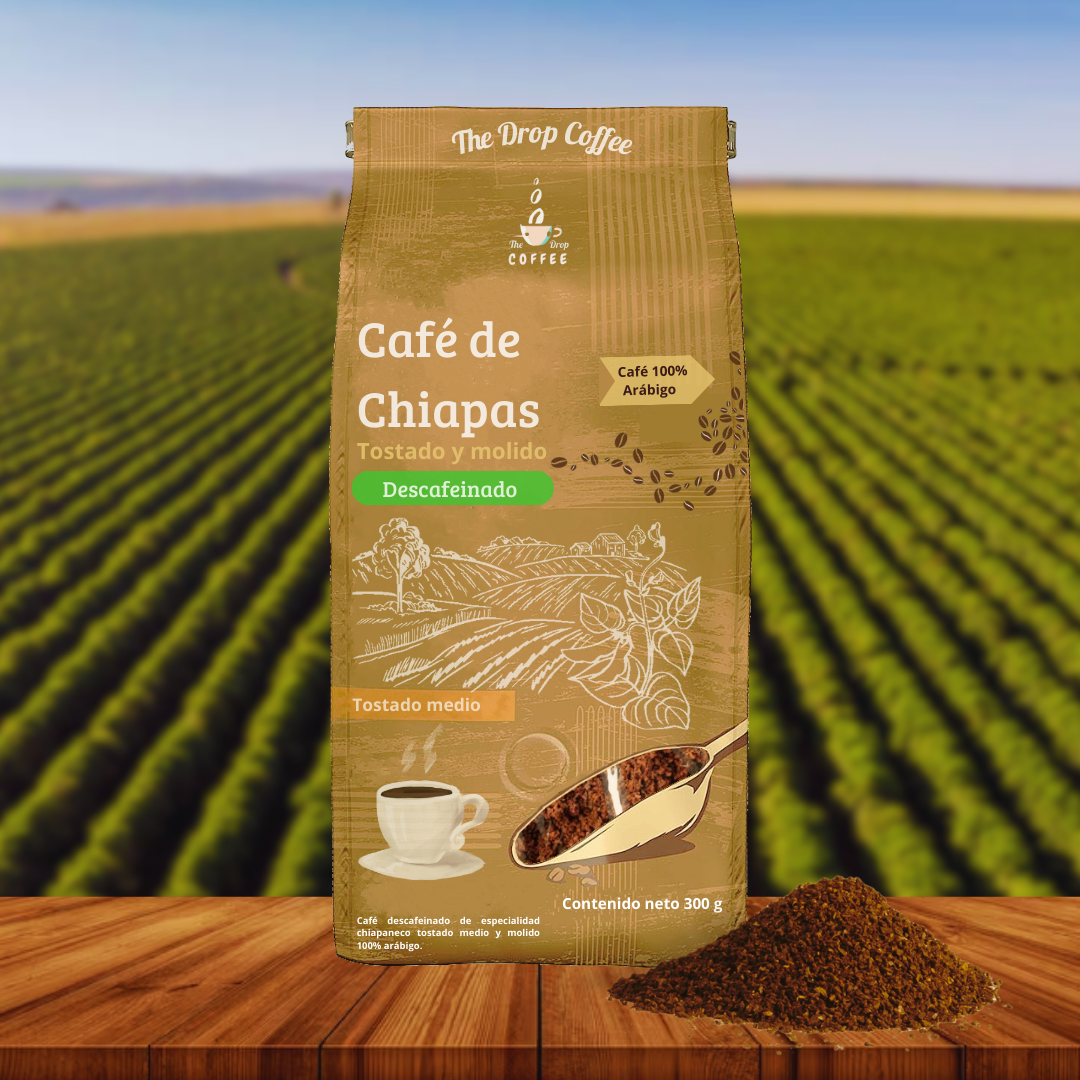 The Drop Coffee
The Drop
COFFEE
Café de
Chiapas
Café 100%
Arábigo
Tostado y molido
Descafeinado
Tostado medio
Contenido neto 300 g
Café descafeinado de especialidad
chiapaneco tostado medio y molido
100% arábigo.